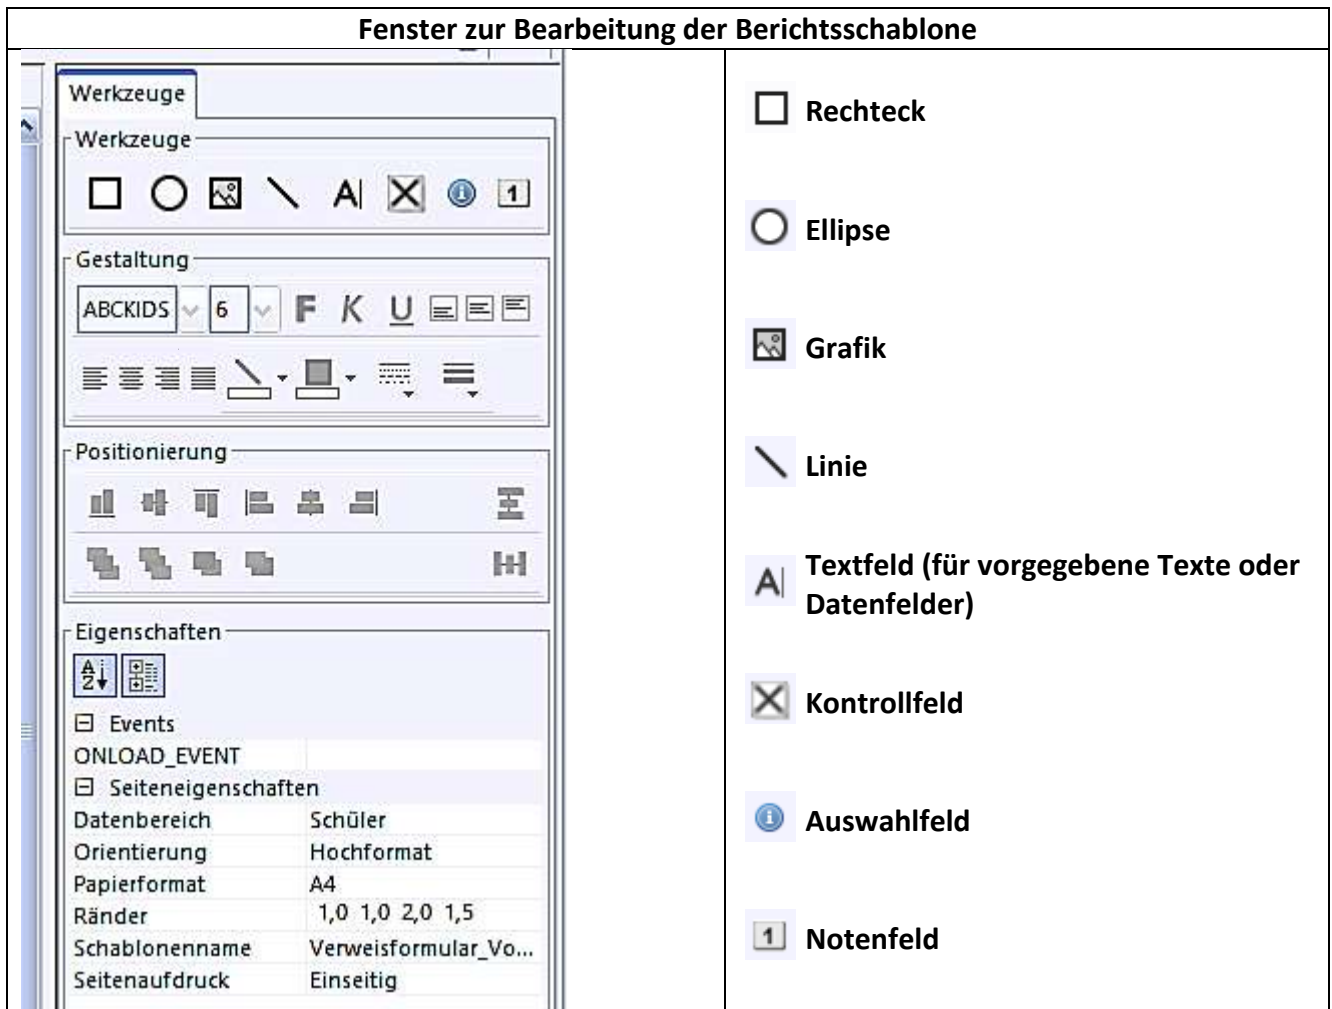 Fenster zur Bearbeitung der Berichtsschablone
Werkzeuge
Werkzeuge
A
1
Gestaltung
ABCKIDS 6 F K U
Positionierung
Eigenschaften
A
Z
Events
ONLOAD_EVENT
Seiteneigenschaften
Datenbereich Schüler
Orientierung Hochformat
Papierformat A4
Ränder 1,0 1,0 2,0 1,5
Schablonenname Verweisformular_Vo...
Seitenaufdruck Einseitig
Rechteck
Ellipse
Grafik
Linie
A Textfeld (für vorgegebene Texte oder
Datenfelder)
Kontrollfeld
Auswahlfeld
1 Notenfeld